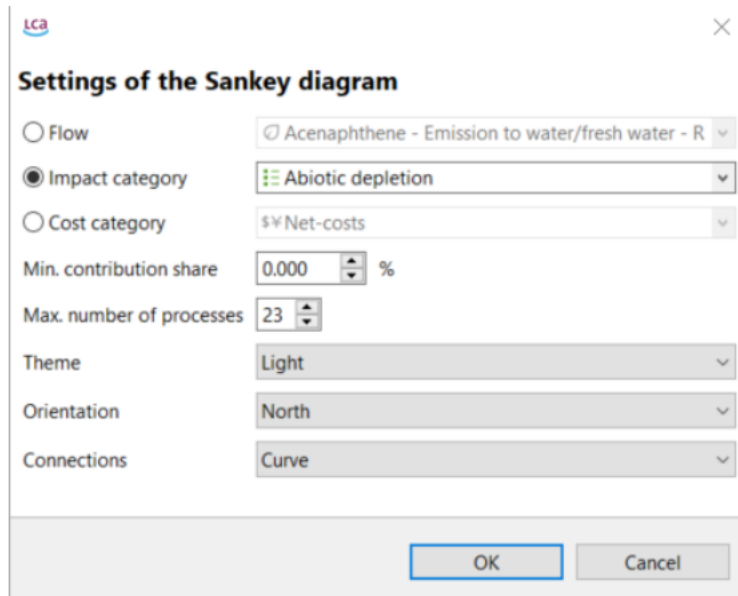 LCa
Settings of the Sankey diagram
Flow Acenaphthene - Emission to water/fresh water - R
Impact category Abiotic depletion
Cost category $¥ Net-costs
Min. contribution share 0.000 %
Max. number of processes 23
Theme Light
Orientation North
Connections Curve
OK Cancel